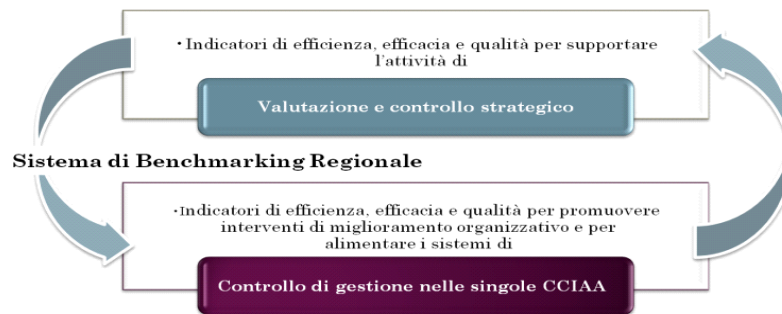 • Indicatori di efficienza, efficacia e qualità per supportare
l'attività di
Valutazione e controllo strategico
Sistema di Benchmarking Regionale
•Indicatori di efficienza, efficacia e qualità per promuovere
interventi di miglioramento organizzativo e per
alimentare i sistemi di
Controllo di gestione nelle singole CCIAA